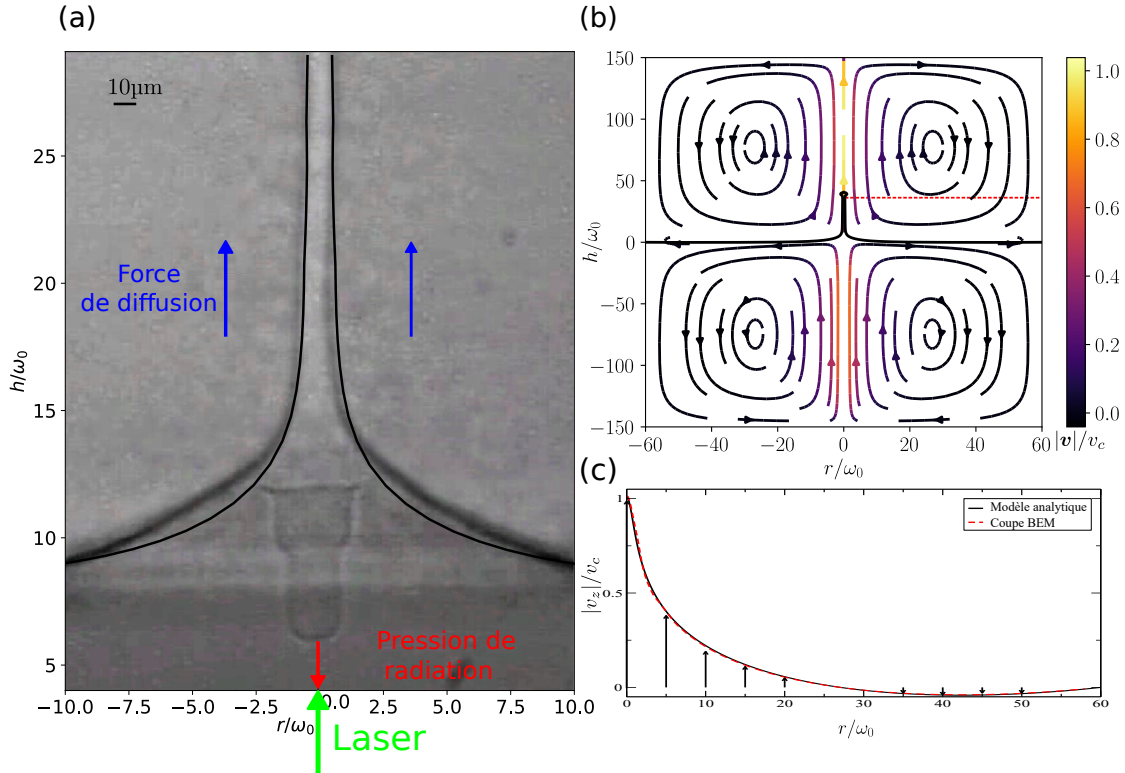 (a)
10µm
h/ω₀
25
20
15
10
5
Force
de diffusion
Pression de
radiation
−10.0
−7.5
−5.0
−2.5
0.0
2.5
5.0
7.5
10.0
r/ω₀
Laser
(b)
h/ω₀
150
100
50
0
−50
−100
−150
−60
−40
−20
0
20
40
60
r/ω₀
1.0
0.8
0.6
0.4
0.2
0.0
|v|/v_c
(c)
|v_z|/v_c
1
0.5
0
Modèle analytique
Coupe BEM
0
10
20
30
40
50
60
r/ω₀